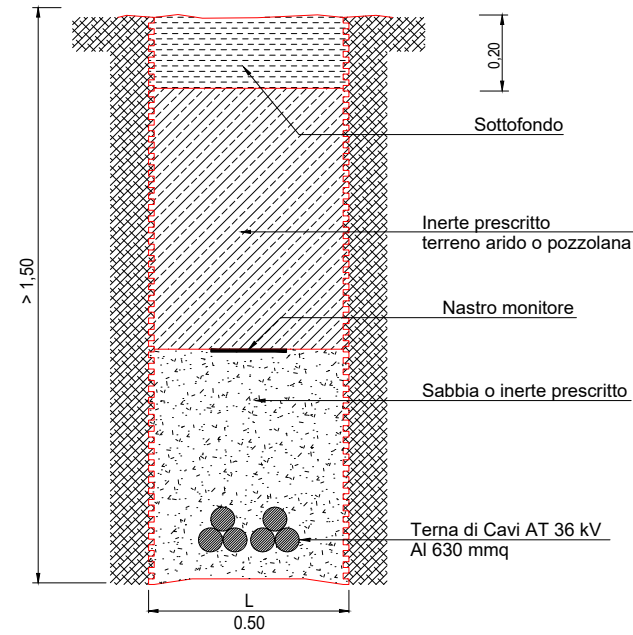 0,20
Sottofondo
Inerte prescritto
terreno arido o pozzolana
> 1,50
Nastro monitore
Sabbia o inerte prescritto
Terna di Cavi AT 36 kV
Al 630 mmq
L
0.50